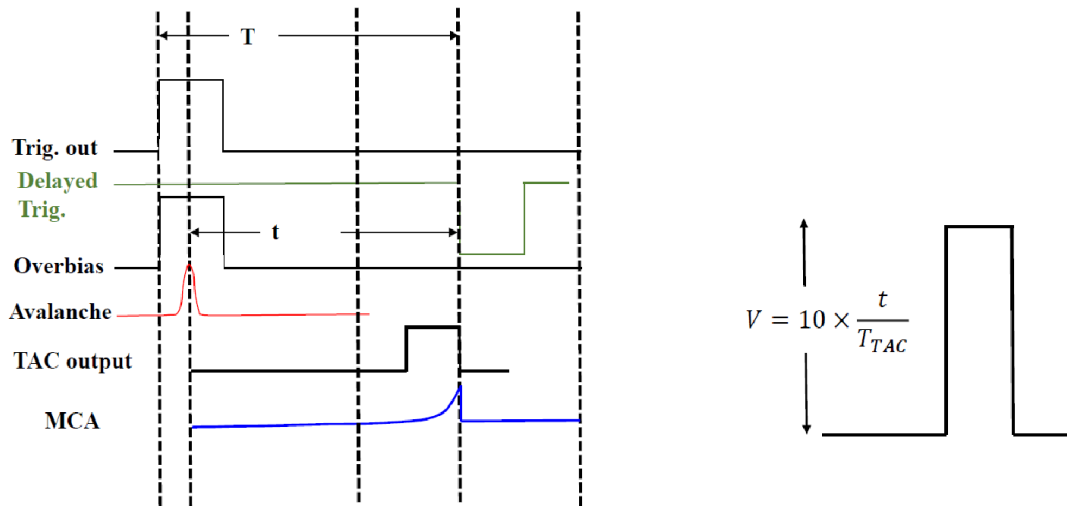 T
Trig. out
Delayed
Trig.
t
Overbias
Avalanche
TAC output
MCA
V = 10 × t/T_TAC